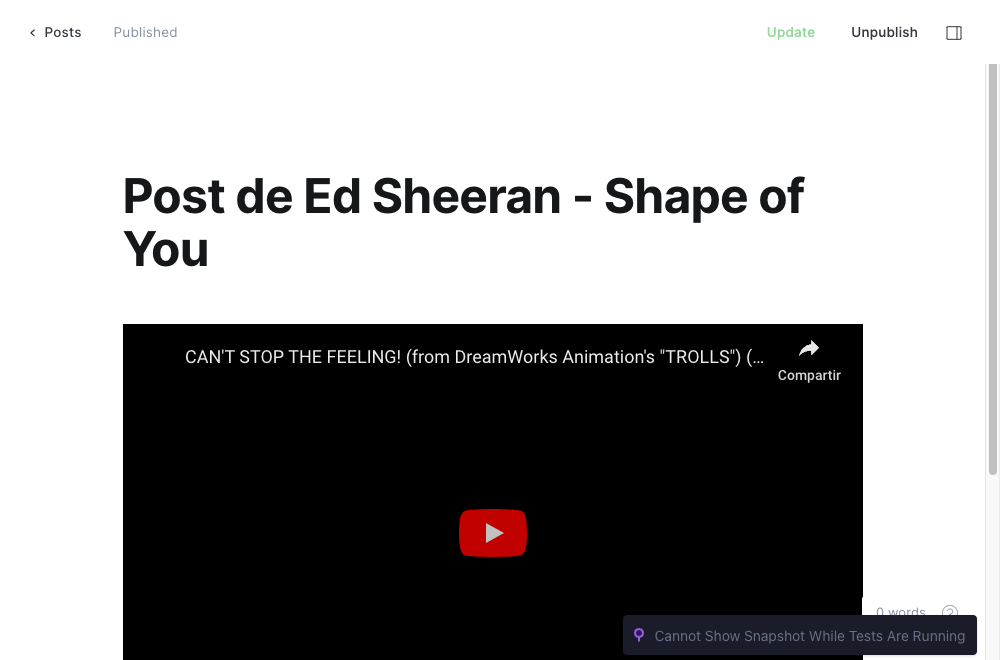 Posts
Published
Update
Unpublish
Post de Ed Sheeran - Shape of
You
CAN'T STOP THE FEELING! (from DreamWorks Animation's "TROLLS") (...
Compartir
0 words
?
Cannot Show Snapshot While Tests Are Running